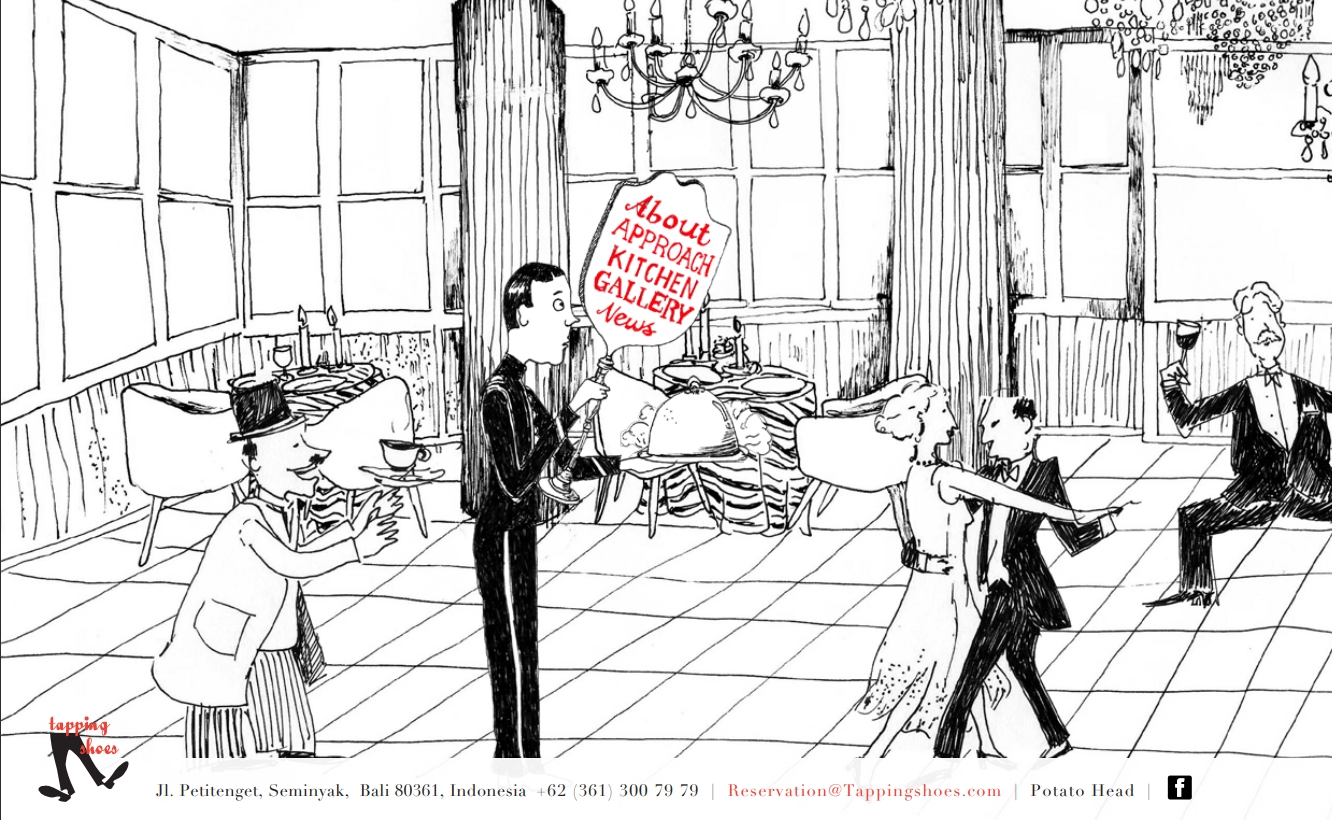 About
APPROACH
KITCHEN
GALLERY
News
tapping
shoes
Jl. Petitenget, Seminyak, Bali 80361, Indonesia +62 (361) 300 79 79 | Reservation@Tappingshoes.com | Potato Head |
f